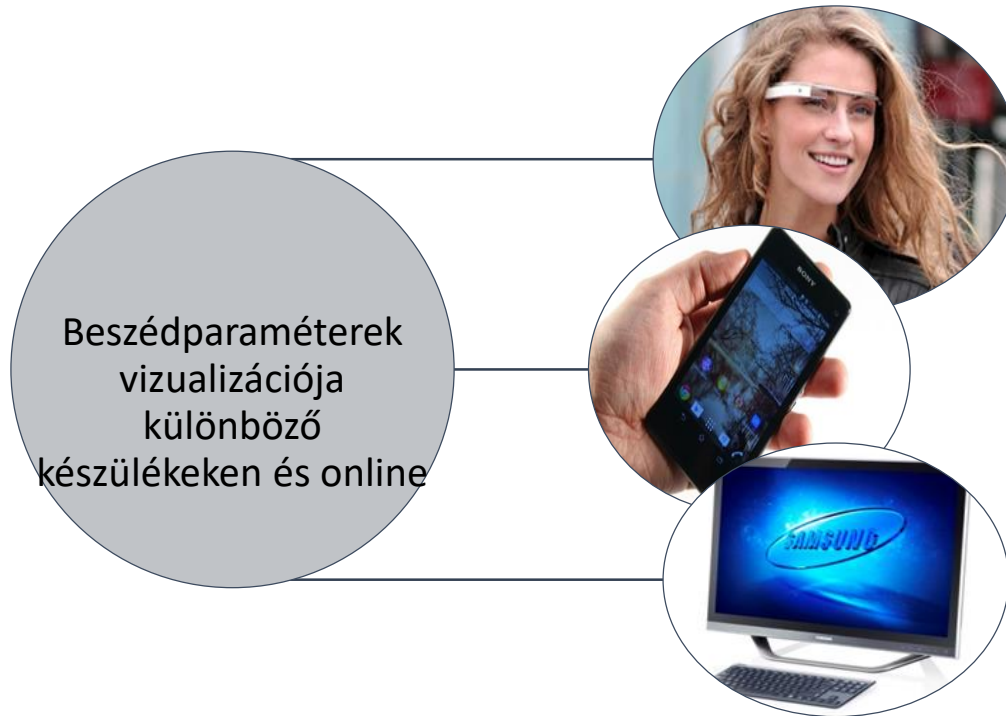 Beszédparaméterek
vizualizációja
különböző
készülékeken és online
SONY
SAMSUNG